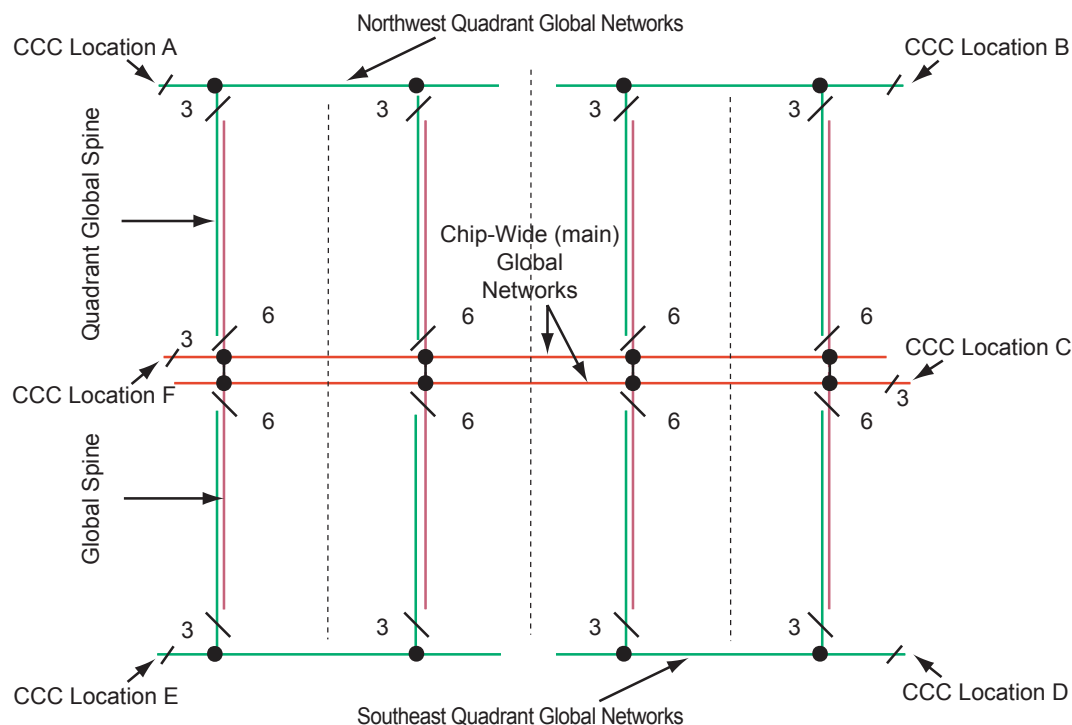 Northwest Quadrant Global Networks
CCC Location A
CCC Location B
3
3
3
3
Quadrant Global Spine
Chip-Wide (main)
Global
Networks
6
6
6
6
3
CCC Location C
CCC Location F
3
6
6
6
6
Global Spine
3
3
3
3
CCC Location E
CCC Location D
Southeast Quadrant Global Networks